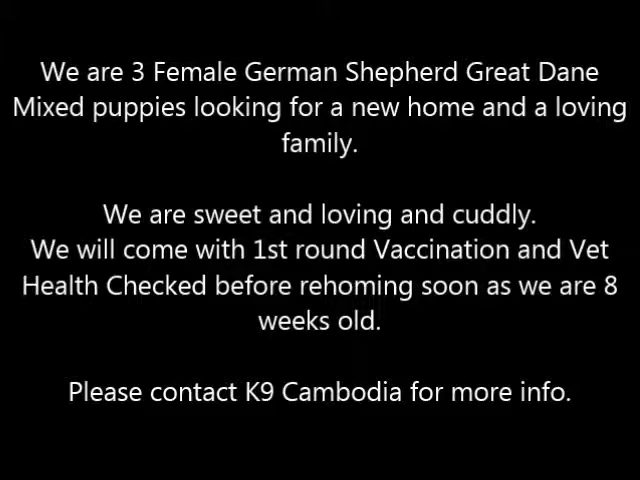 We are 3 Female German Shepherd Great Dane
Mixed puppies looking for a new home and a loving
family.
We are sweet and loving and cuddly.
We will come with 1st round Vaccination and Vet
Health Checked before rehoming soon as we are 8
weeks old.
Please contact K9 Cambodia for more info.